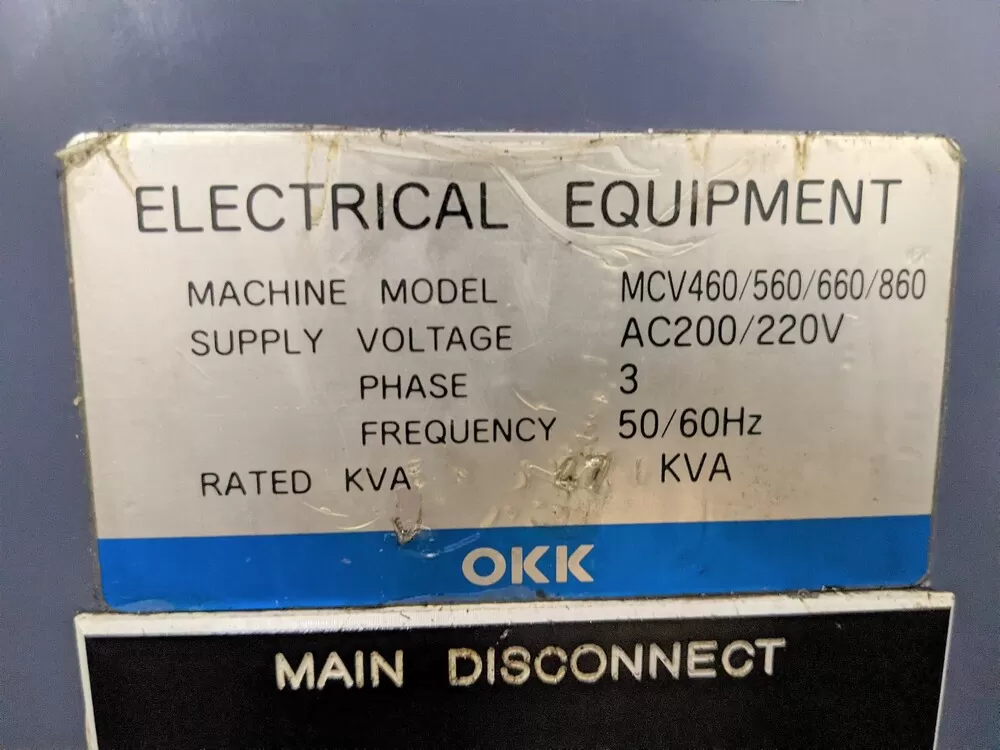 ELECTRICAL EQUIPMENT
MACHINE MODEL MCV460/560/660/860
SUPPLY VOLTAGE AC200/220V
PHASE 3
FREQUENCY 50/60Hz
RATED KVA 47 KVA
OKK
MAIN DISCONNECT